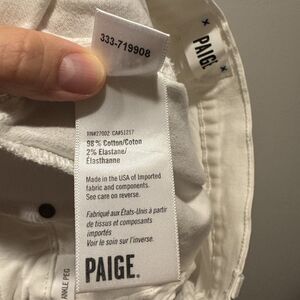 333-719908
PAIGE
RN#27002 CA#51217
98% Cotton/Coton
2% Elastane/
Élasthanne
Made in the USA of Imported
fabric and components.
See care on reverse.
Fabriqué aux États-Unis à partir
de tissus et composants
importés
Voir le soin sur l'inverse.
PAIGE.
ANKLE PEG